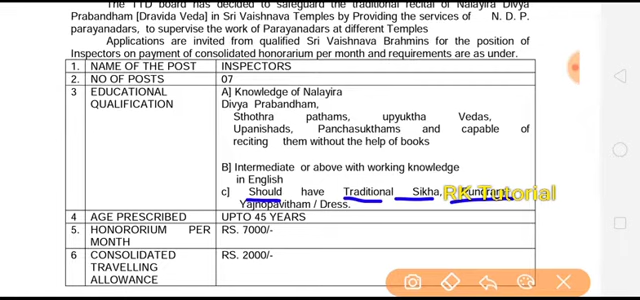 The TTD board has decided to safeguard the traditional recital of Nalayira Divya
Prabandham [Dravida Veda] in Sri Vaishnava Temples by Providing the services of N. D. P.
parayanadars, to supervise the work of Parayanadars at different Temples
Applications are invited from qualified Sri Vaishnava Brahmins for the position of
Inspectors on payment of consolidated honorarium per month and requirements are as under.
1. NAME OF THE POST INSPECTORS
2. NO OF POSTS 07
3 EDUCATIONAL QUALIFICATION A] Knowledge of Nalayira
Divya Prabandham,
Sthothra pathams, upyuktha Vedas,
Upanishads, Panchasukthams and capable of
reciting them without the help of books
B] Intermediate or above with working knowledge
in English
c] Should have Traditional Sikha,
RK Tutorial
Yajnopavitham / Dress.
4 AGE PRESCRIBED UPTO 45 YEARS
5. HONORORIUM PER MONTH RS. 7000/-
6 CONSOLIDATED TRAVELLING ALLOWANCE RS. 2000/-